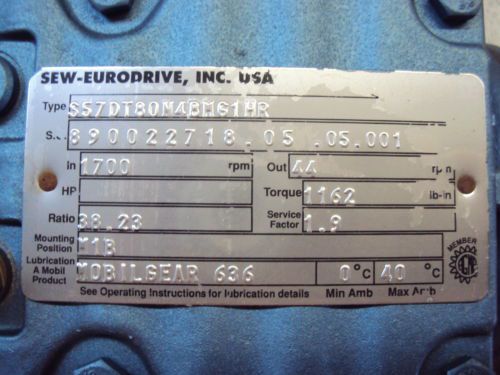 SEW-EURODRIVE, INC. USA
Type S57DT80M4BMG1HR
S.O. 890022718.05 .05.001
In 1700 rpm Out 44 rpm
HP Torque 1162 lb-in
Ratio 38.23 Service Factor 1.9
Mounting Position M1B
Lubrication A Mobil Product MOBILGEAR 636 0°C 40°C
See Operating Instructions for lubrication details Min Amb Max Amb
MEMBER